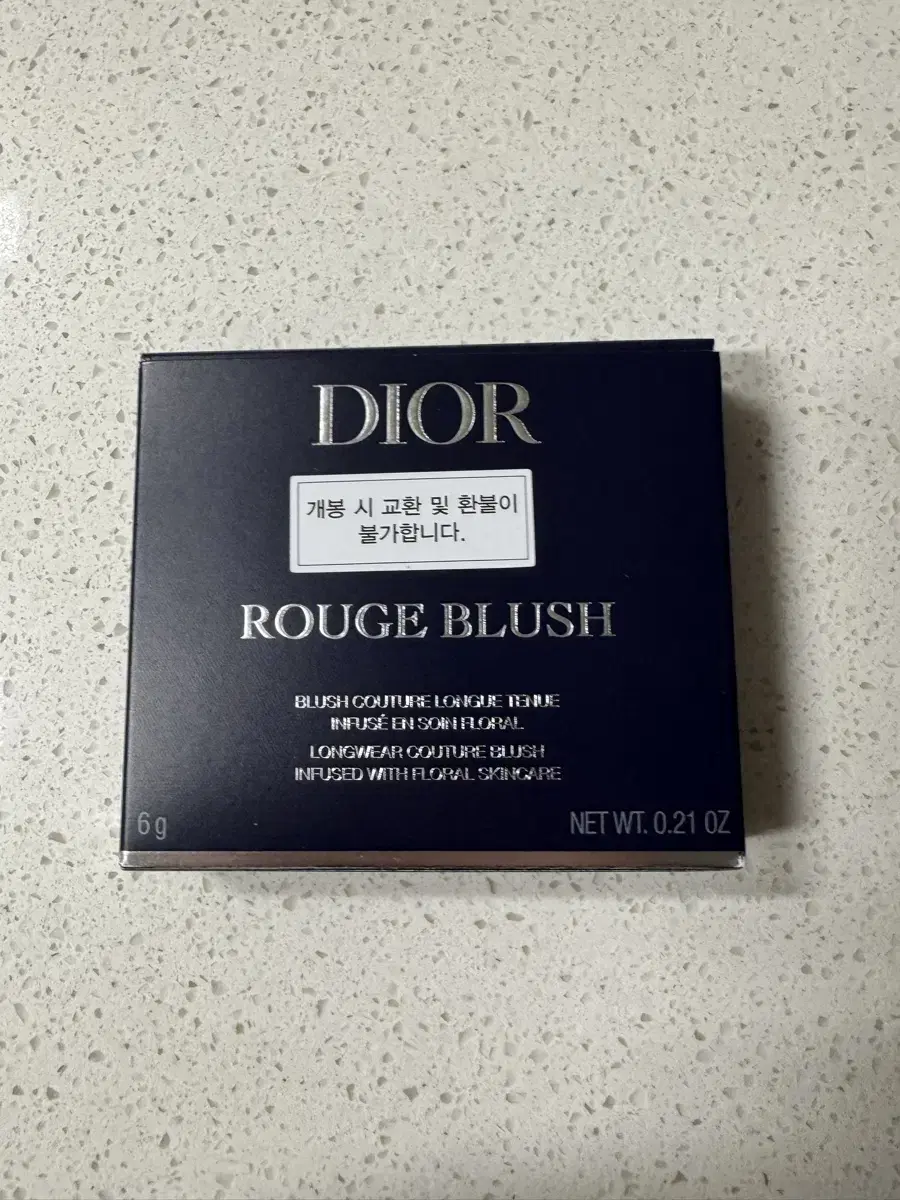 DIOR
개봉 시 교환 및 환불이
불가합니다.
ROUGE BLUSH
BLUSH COUTURE LONGUE TENUE
INFUSÉ EN SOIN FLORAL
LONGWEAR COUTURE BLUSH
INFUSED WITH FLORAL SKINCARE
6 g
NET WT. 0.21 OZ